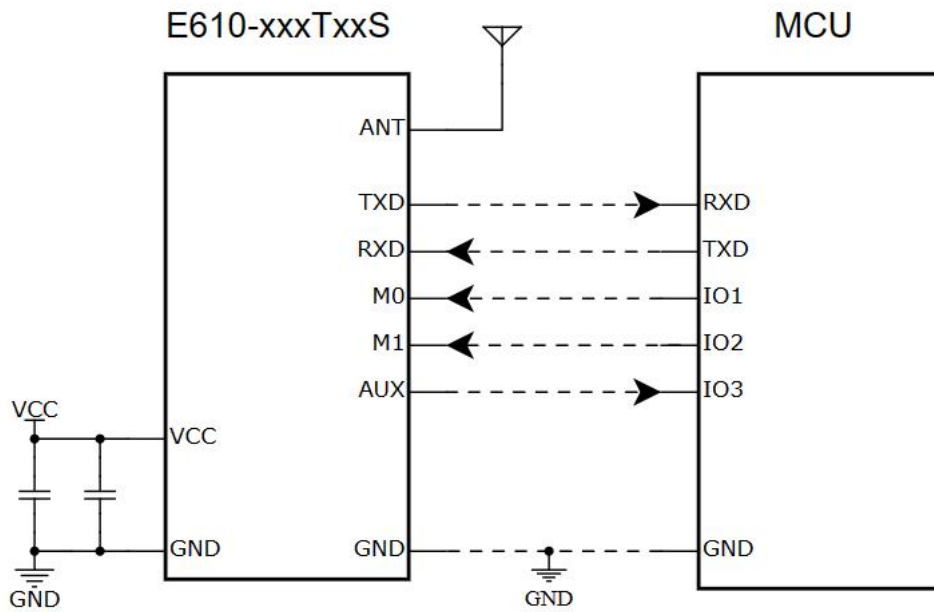 E610-xxxTxxS
MCU
ANT
TXD
RXD
RXD
TXD
M0
IO1
M1
IO2
AUX
IO3
VCC
VCC
GND
GND
GND
GND
GND